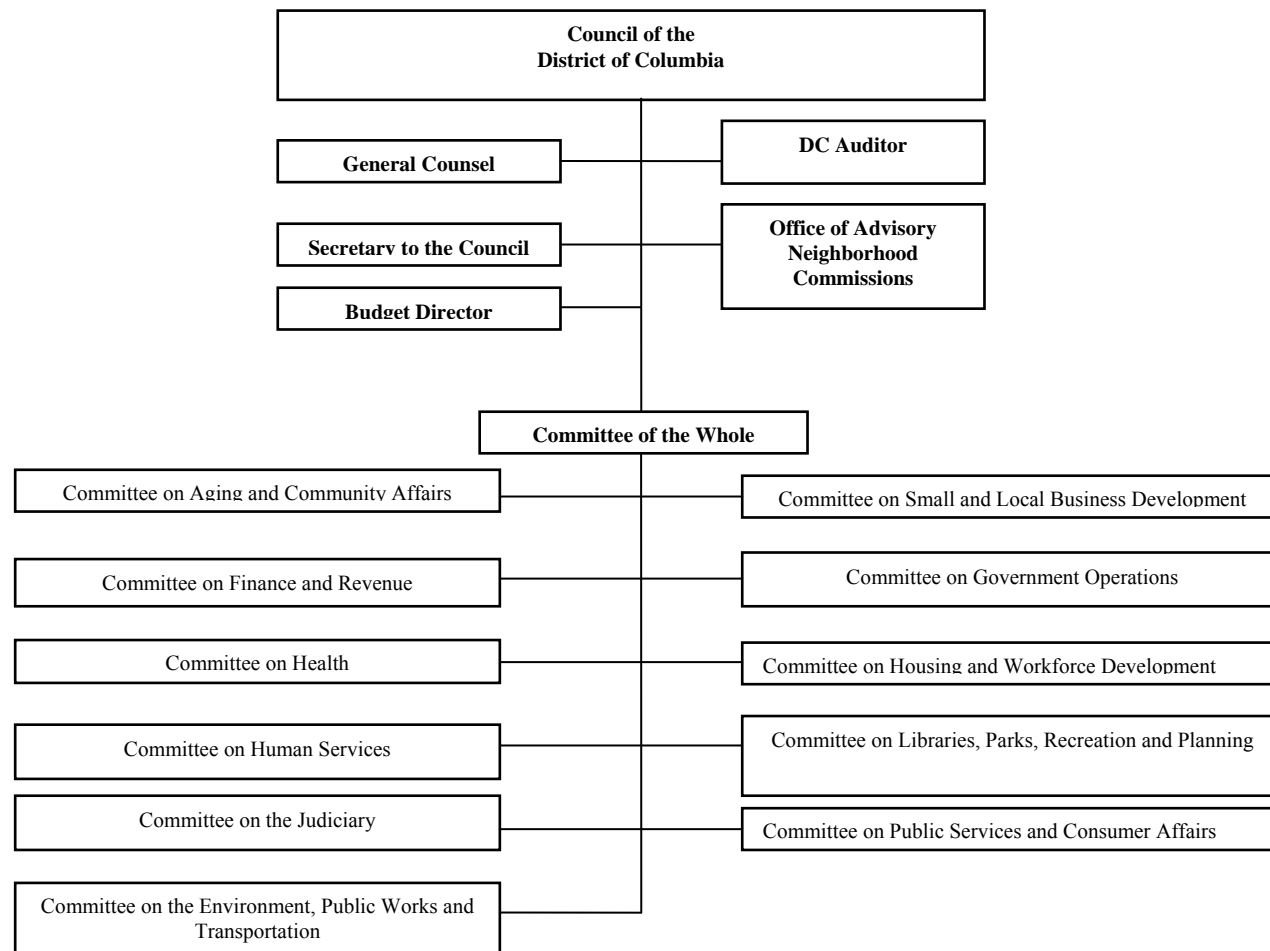 Council of the
District of Columbia
General Counsel
DC Auditor
Secretary to the Council
Office of Advisory
Neighborhood
Commissions
Budget Director
Committee of the Whole
Committee on Aging and Community Affairs
Committee on Small and Local Business Development
Committee on Finance and Revenue
Committee on Government Operations
Committee on Health
Committee on Housing and Workforce Development
Committee on Human Services
Committee on Libraries, Parks, Recreation and Planning
Committee on the Judiciary
Committee on Public Services and Consumer Affairs
Committee on the Environment, Public Works and
Transportation